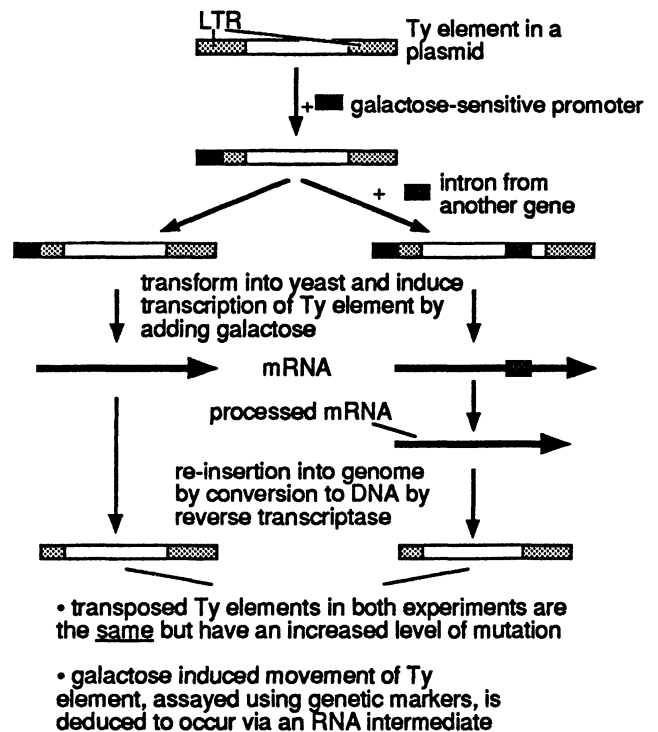 LTR
Ty element in a
plasmid
+ galactose-sensitive promoter
+ intron from
another gene
transform into yeast and induce
transcription of Ty element by
adding galactose
mRNA
processed mRNA
re-insertion into genome
by conversion to DNA by
reverse transcriptase
• transposed Ty elements in both experiments are
the same but have an increased level of mutation
• galactose induced movement of Ty
element, assayed using genetic markers, is
deduced to occur via an RNA intermediate